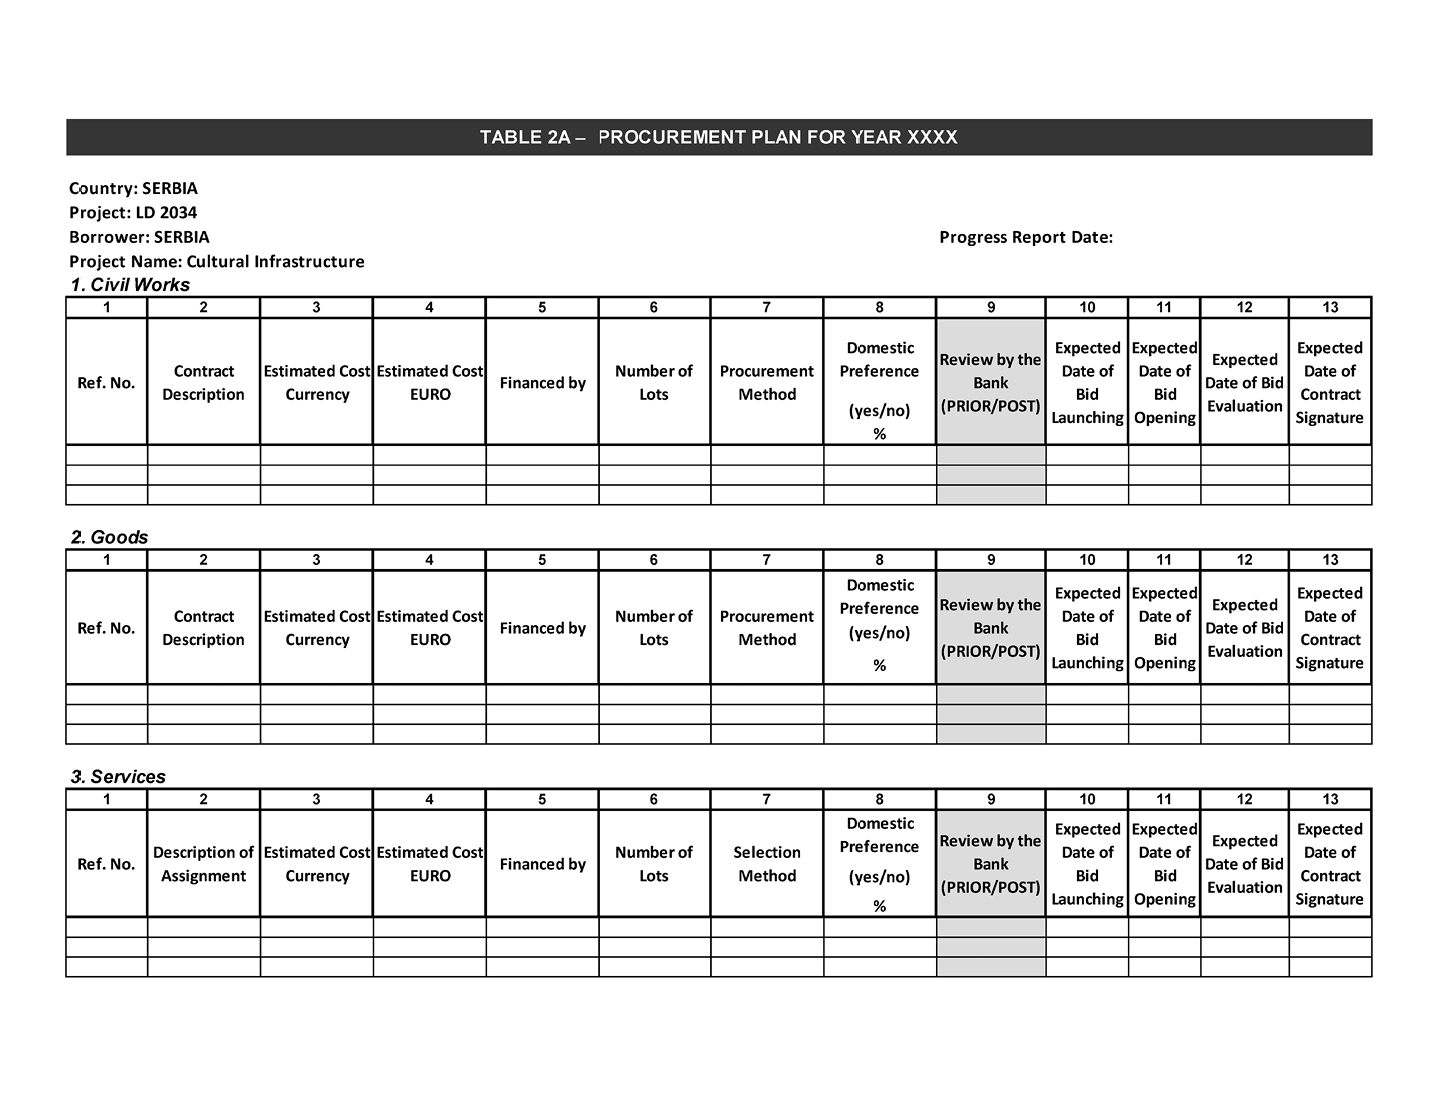 TABLE 2A – PROCUREMENT PLAN FOR YEAR XXXX
Country: SERBIA
Project: LD 2034
Borrower: SERBIA
Progress Report Date:
Project Name: Cultural Infrastructure
1. Civil Works
1 2 3 4 5 6 7 8 9 10 11 12 13
Ref. No.
Contract
Description
Estimated Cost
Currency
Estimated Cost
EURO
Financed by
Number of
Lots
Procurement
Method
Domestic
Preference
(yes/no)
%
Review by the
Bank
(PRIOR/POST)
Expected
Date of
Bid
Launching
Expected
Date of
Bid
Opening
Expected
Date of Bid
Evaluation
Expected
Date of
Contract
Signature
2. Goods
1 2 3 4 5 6 7 8 9 10 11 12 13
Ref. No.
Contract
Description
Estimated Cost
Currency
Estimated Cost
EURO
Financed by
Number of
Lots
Procurement
Method
Domestic
Preference
(yes/no)
%
Review by the
Bank
(PRIOR/POST)
Expected
Date of
Bid
Launching
Expected
Date of
Bid
Opening
Expected
Date of Bid
Evaluation
Expected
Date of
Contract
Signature
3. Services
1 2 3 4 5 6 7 8 9 10 11 12 13
Ref. No.
Description of
Assignment
Estimated Cost
Currency
Estimated Cost
EURO
Financed by
Number of
Lots
Selection
Method
Domestic
Preference
(yes/no)
%
Review by the
Bank
(PRIOR/POST)
Expected
Date of
Bid
Launching
Expected
Date of
Bid
Opening
Expected
Date of Bid
Evaluation
Expected
Date of
Contract
Signature